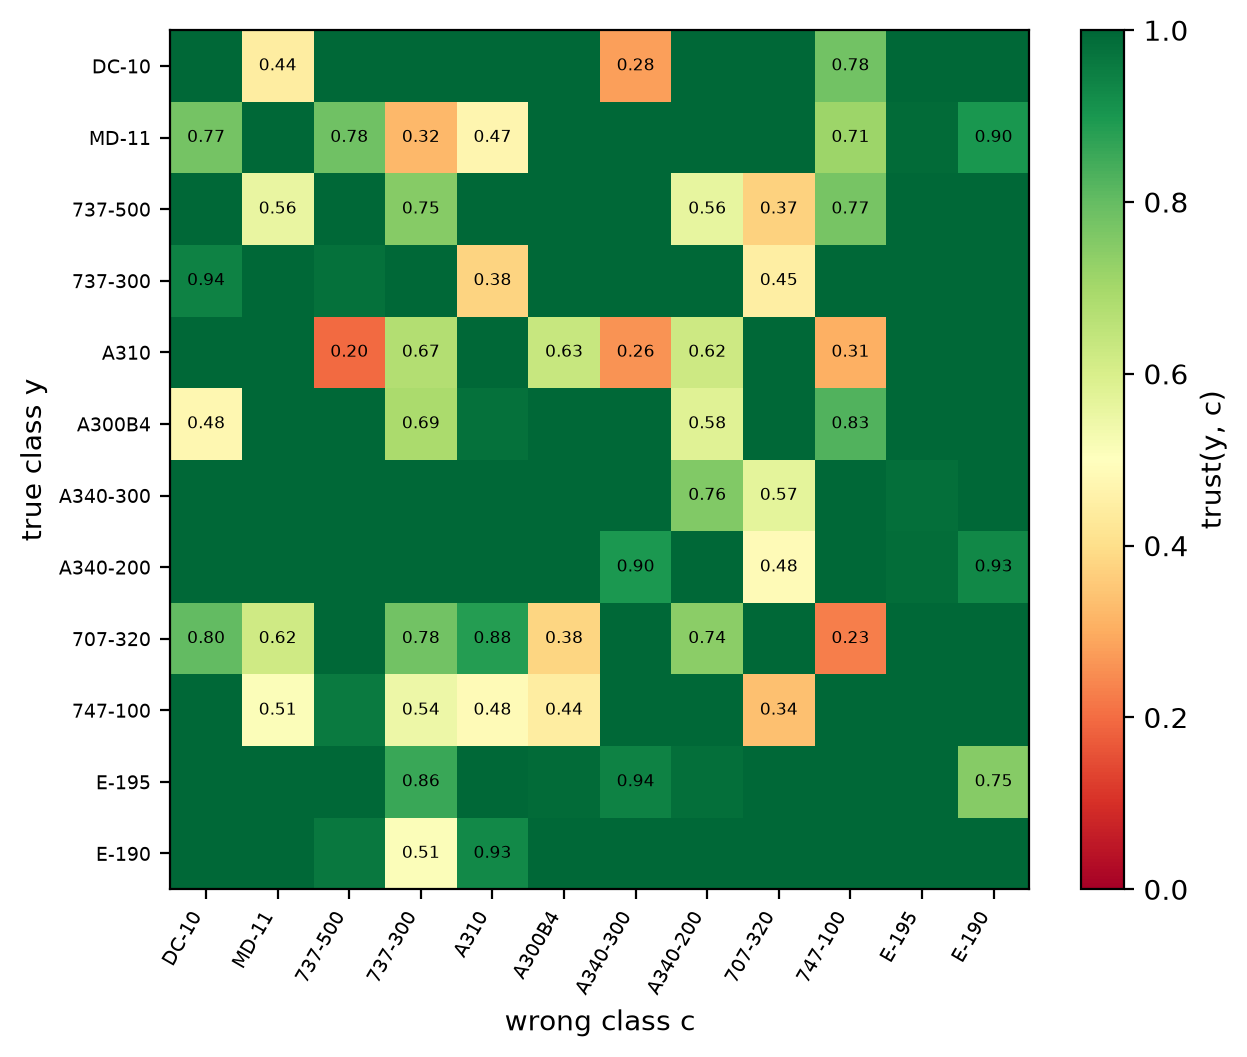 DC-10 0.44 0.28 0.78
MD-11 0.77 0.78 0.32 0.47 0.71 0.90
737-500 0.56 0.75 0.56 0.37 0.77
737-300 0.94 0.38 0.45
A310 0.20 0.67 0.63 0.26 0.62 0.31
A300B4 0.48 0.69 0.58 0.83
A340-300 0.76 0.57
A340-200 0.90 0.48 0.93
707-320 0.80 0.62 0.78 0.88 0.38 0.74 0.23
747-100 0.51 0.54 0.48 0.44 0.34
E-195 0.86 0.94 0.75
E-190 0.51 0.93
true class y
DC-10 MD-11 737-500 737-300 A310 A300B4 A340-300 A340-200 707-320 747-100 E-195 E-190
wrong class c
1.0
0.8
0.6
0.4
0.2
0.0
trust(y, c)